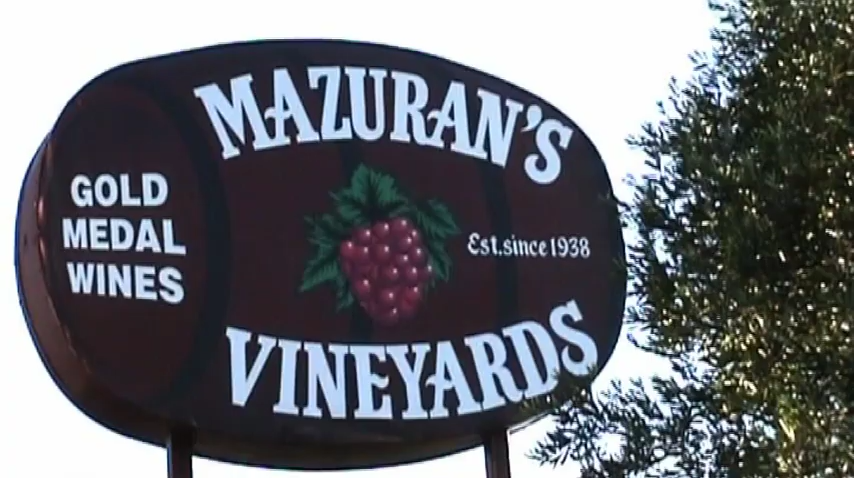 MAZURAN'S
GOLD
MEDAL
WINES
Est.since 1938
VINEYARDS